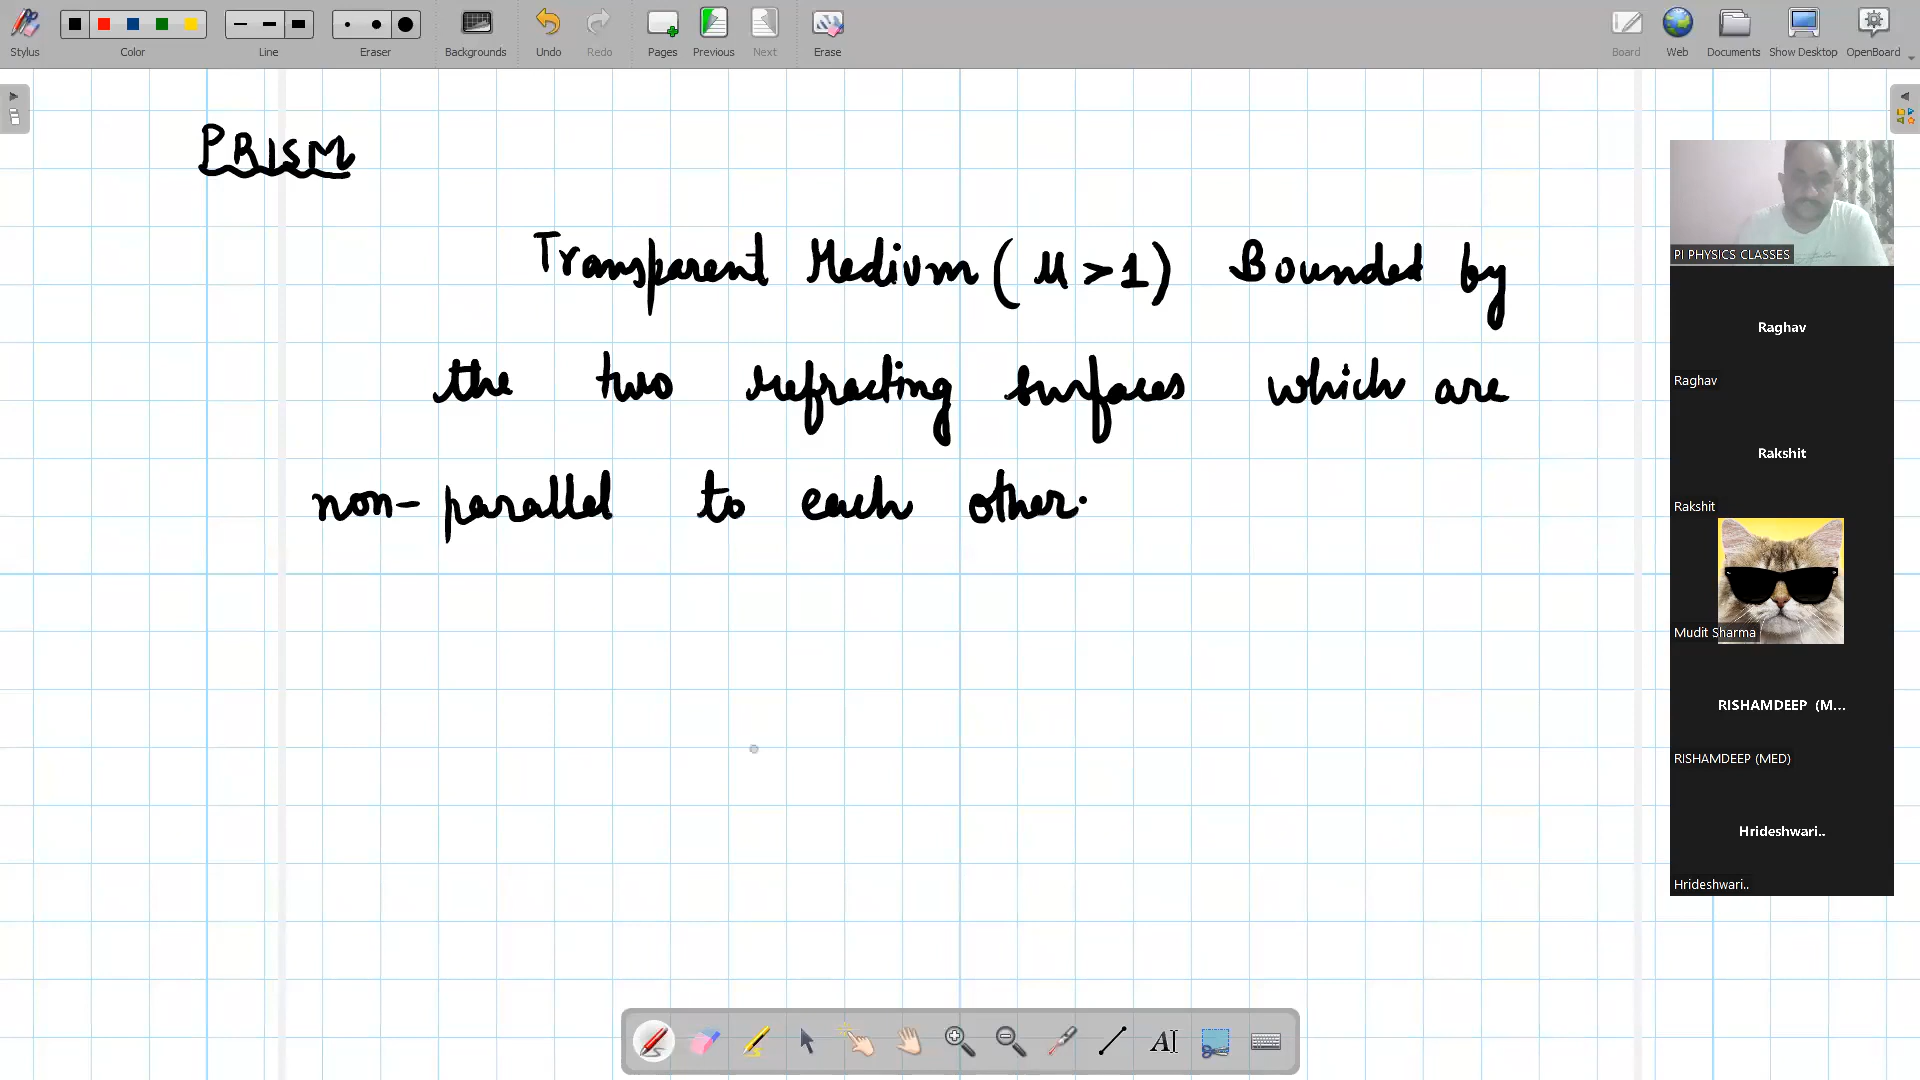 Stylus
Color
Line
Eraser
Backgrounds
Undo
Redo
Pages
Previous
Next
Erase
Board
Web
Documents
Show Desktop
OpenBoard
PRISM
Transparent Medium ( μ > 1 ) Bounded by
the two refracting surfaces which are
non-parallel to each other.
PI PHYSICS CLASSES
Raghav
Raghav
Rakshit
Rakshit
Mudit Sharma
RISHAMDEEP (M...
RISHAMDEEP (MED)
Hrideshwari..
Hrideshwari..